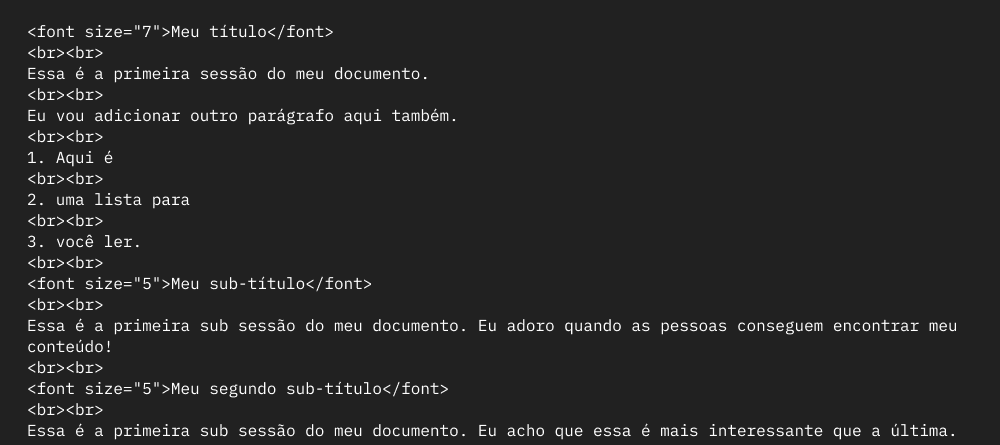 <font size="7">Meu título</font>
<br><br>
Essa é a primeira sessão do meu documento.
<br><br>
Eu vou adicionar outro parágrafo aqui também.
<br><br>
1. Aqui é
<br><br>
2. uma lista para
<br><br>
3. você ler.
<br><br>
<font size="5">Meu sub-título</font>
<br><br>
Essa é a primeira sub sessão do meu documento. Eu adoro quando as pessoas conseguem encontrar meu
conteúdo!
<br><br>
<font size="5">Meu segundo sub-título</font>
<br><br>
Essa é a primeira sub sessão do meu documento. Eu acho que essa é mais interessante que a última.